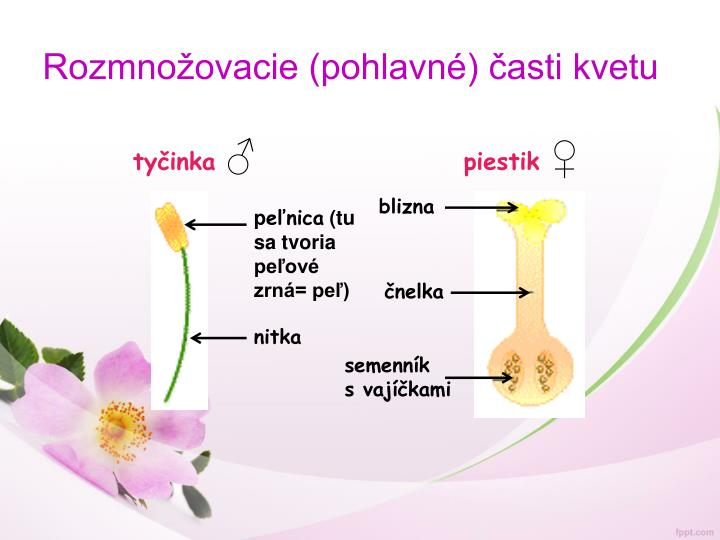 Rozmnožovacie (pohlavné) časti kvetu
tyčinka ♂
piestik ♀
peľnica (tu
sa tvoria
peľové
zrná= peľ)
nitka
blizna
čnelka
semenník
s vajíčkami
fppt.com